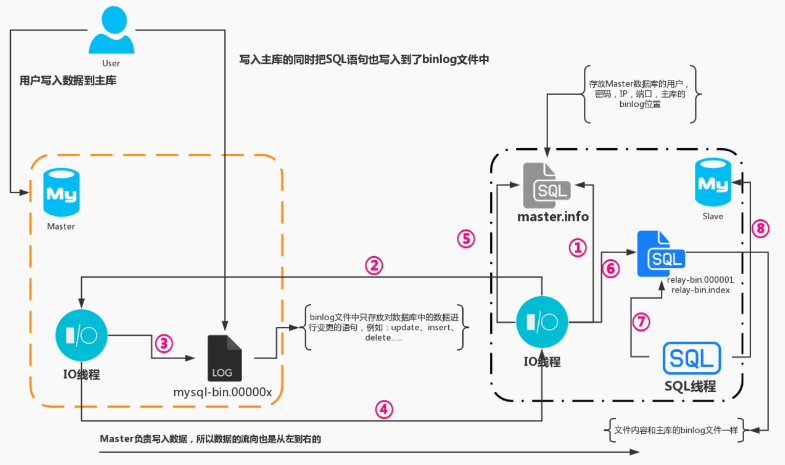 User
写入主库的同时把SQL语句也写入到了binlog文件中
用户写入数据到主库
存放Master数据库的用户，
密码，IP，端口，主库的
binlog位置
My
Master
SQL
master.info
My
Slave
⑤
①
⑧
②
⑥
SQL
relay-bin.000001
relay-bin.index
I/O
IO线程
③
LOG
mysql-bin.00000x
binlog文件中只存放对数据库中的数据进
行变更的语句，例如：update、insert、
delete.....
I/O
IO线程
⑦
SQL
SQL线程
④
Master负责写入数据，所以数据的流向也是从左到右的
文件内容和主库的binlog文件一样